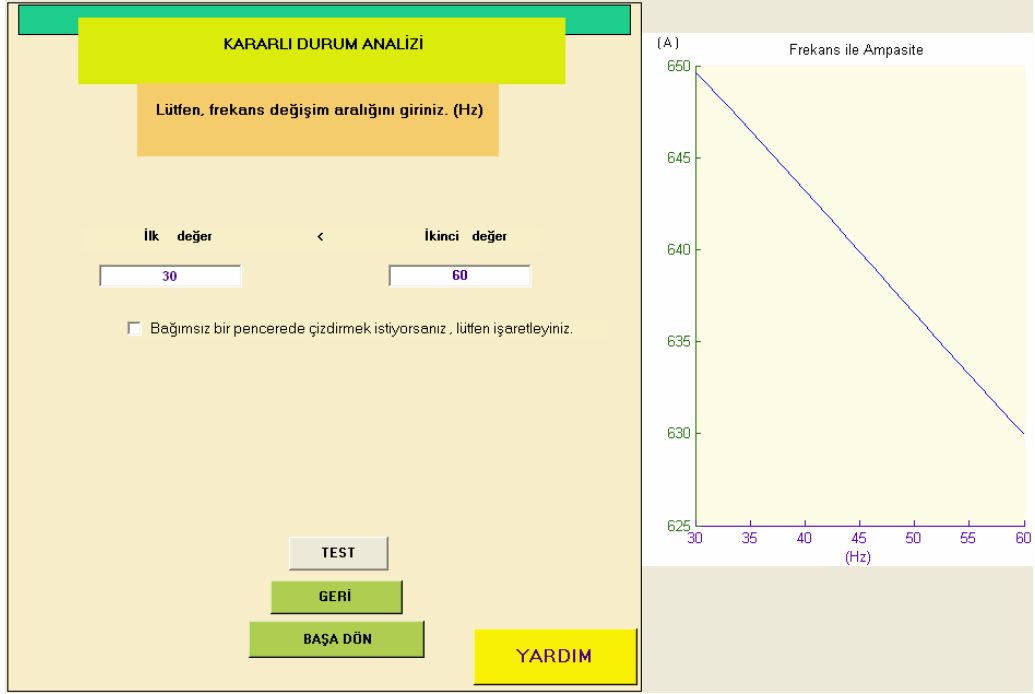 KARARLI DURUM ANALİZİ
Lütfen, frekans değişim aralığını giriniz. (Hz)
İlk değer < İkinci değer
30 60
Bağımsız bir pencerede çizdirmek istiyorsanız , lütfen işaretleyiniz.
TEST
GERİ
BAŞA DÖN
YARDIM
(A)
Frekans ile Ampasite
650
645
640
635
630
625
30 35 40 45 50 55 60
(Hz)